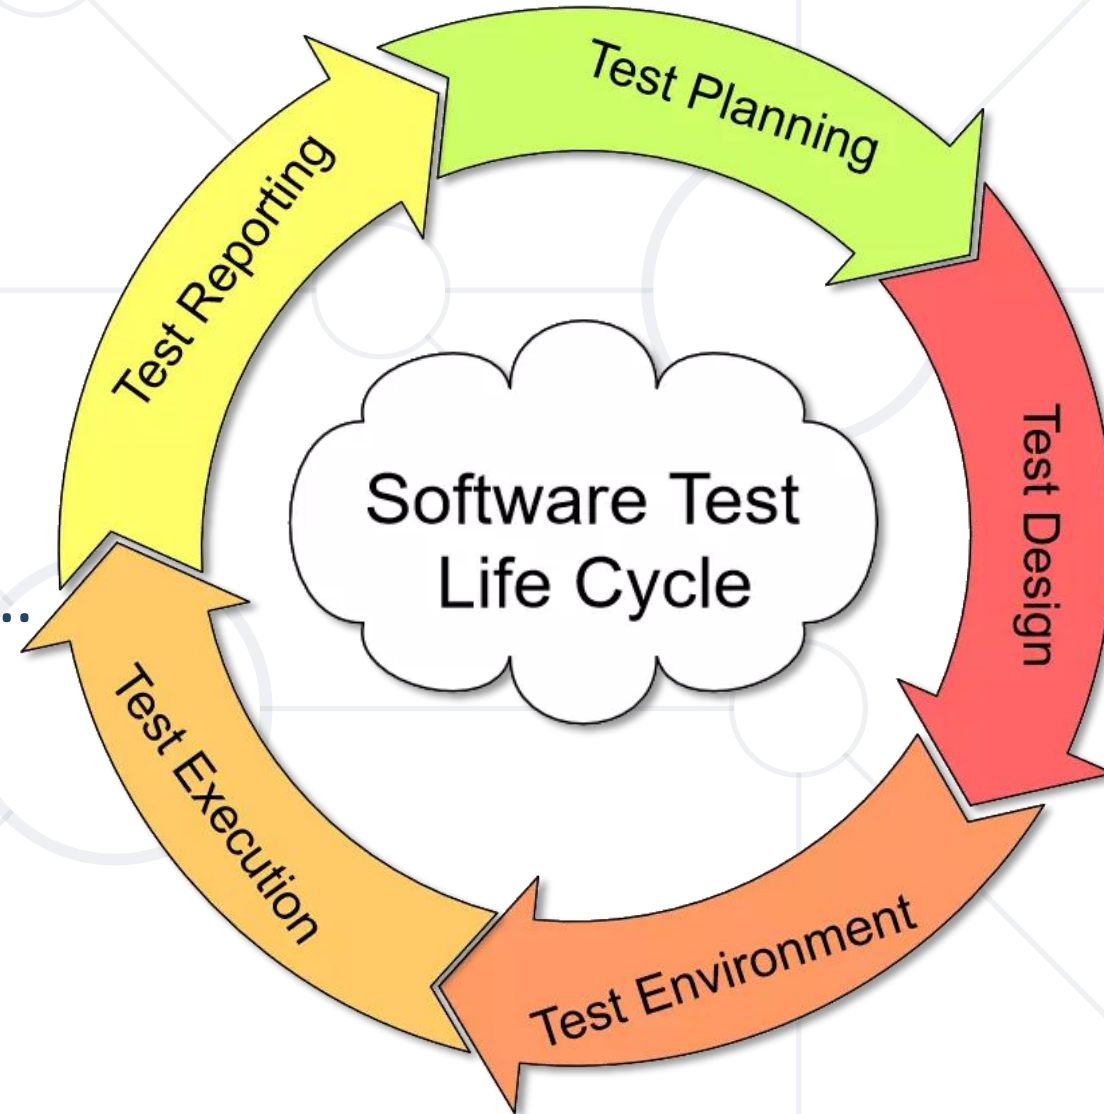 Test Planning
Test Reporting
Software Test
Life Cycle
Test Design
..
Test Execution
Test Environment